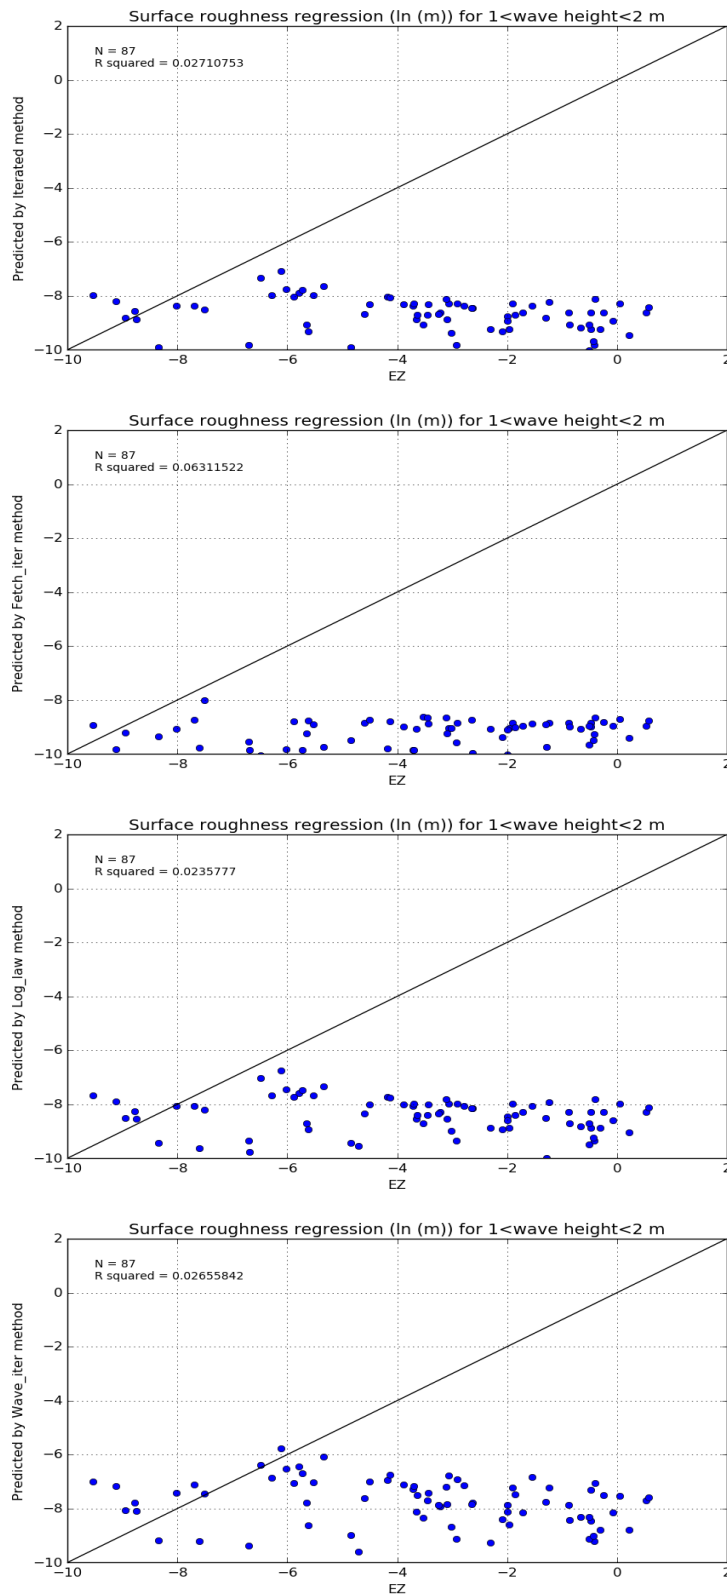 Surface roughness regression (ln (m)) for 1<wave height<2 m
2
N = 87
R squared = 0.02710753
0
−2
−4
−6
−8
−10
Predicted by Iterated method
−10 −8 −6 −4 −2 0 2
EZ
Surface roughness regression (ln (m)) for 1<wave height<2 m
2
N = 87
R squared = 0.06311522
0
−2
−4
−6
−8
−10
Predicted by Fetch_iter method
−10 −8 −6 −4 −2 0 2
EZ
Surface roughness regression (ln (m)) for 1<wave height<2 m
2
N = 87
R squared = 0.0235777
0
−2
−4
−6
−8
−10
Predicted by Log_law method
−10 −8 −6 −4 −2 0 2
EZ
Surface roughness regression (ln (m)) for 1<wave height<2 m
2
N = 87
R squared = 0.02655842
0
−2
−4
−6
−8
−10
Predicted by Wave_iter method
−10 −8 −6 −4 −2 0 2
EZ